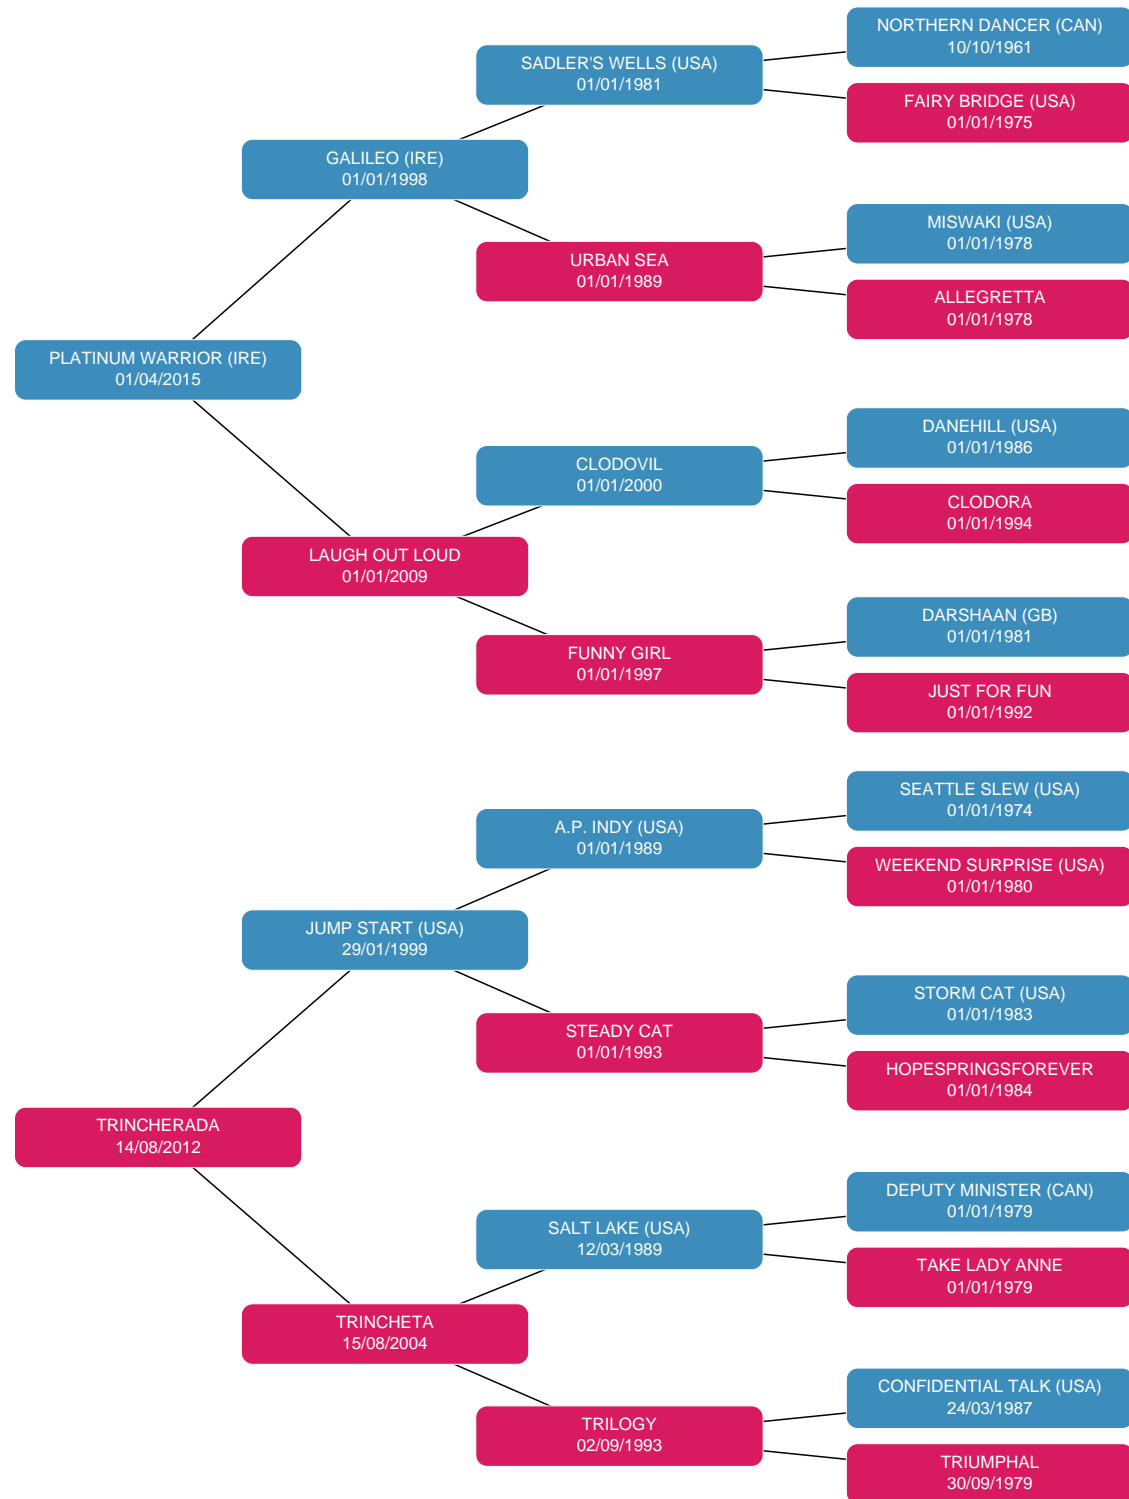 NORTHERN DANCER (CAN)
10/10/1961
SADLER'S WELLS (USA)
01/01/1981
FAIRY BRIDGE (USA)
01/01/1975
GALILEO (IRE)
01/01/1998
MISWAKI (USA)
01/01/1978
URBAN SEA
01/01/1989
ALLEGRETTA
01/01/1978
PLATINUM WARRIOR (IRE)
01/04/2015
DANEHILL (USA)
01/01/1986
CLODOVIL
01/01/2000
CLODORA
01/01/1994
LAUGH OUT LOUD
01/01/2009
DARSHAAN (GB)
01/01/1981
FUNNY GIRL
01/01/1997
JUST FOR FUN
01/01/1992
SEATTLE SLEW (USA)
01/01/1974
A.P. INDY (USA)
01/01/1989
WEEKEND SURPRISE (USA)
01/01/1980
JUMP START (USA)
29/01/1999
STORM CAT (USA)
01/01/1983
STEADY CAT
01/01/1993
HOPESPRINGSFOREVER
01/01/1984
TRINCHERADA
14/08/2012
DEPUTY MINISTER (CAN)
01/01/1979
SALT LAKE (USA)
12/03/1989
TAKE LADY ANNE
01/01/1979
TRINCHETA
15/08/2004
CONFIDENTIAL TALK (USA)
24/03/1987
TRILOGY
02/09/1993
TRIUMPHAL
30/09/1979